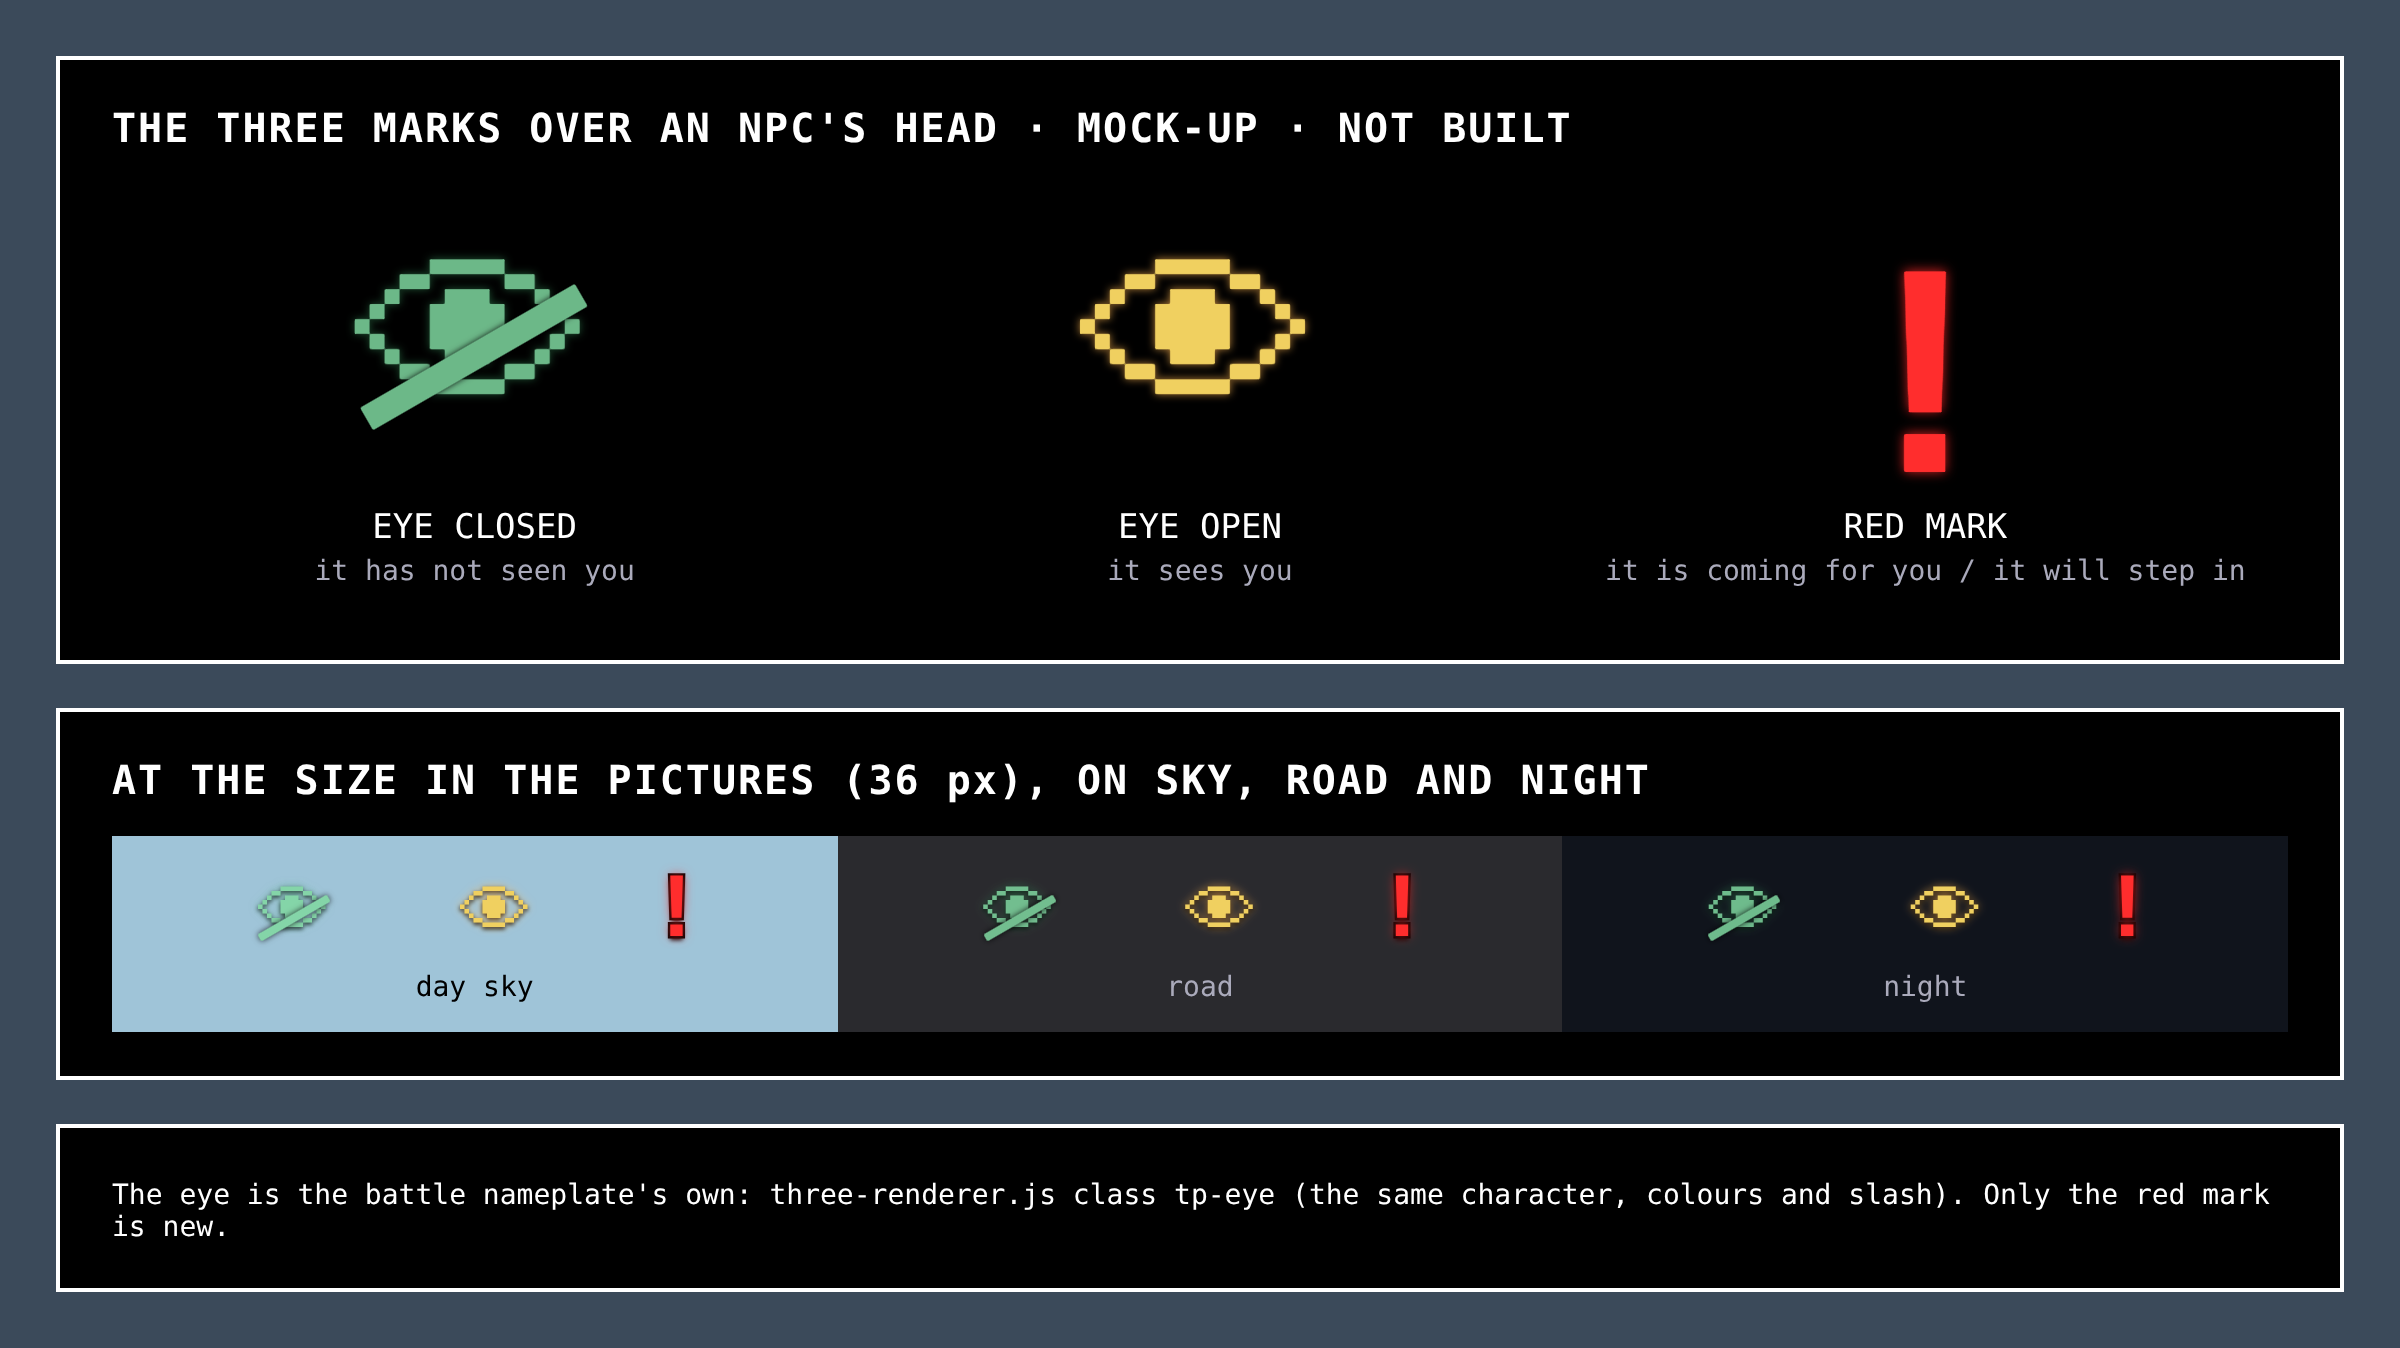 THE THREE MARKS OVER AN NPC'S HEAD · MOCK-UP · NOT BUILT
EYE CLOSED
it has not seen you
EYE OPEN
it sees you
RED MARK
it is coming for you / it will step in
AT THE SIZE IN THE PICTURES (36 px), ON SKY, ROAD AND NIGHT
day sky
road
night
The eye is the battle nameplate's own: three-renderer.js class tp-eye (the same character, colours and slash). Only the red mark
is new.